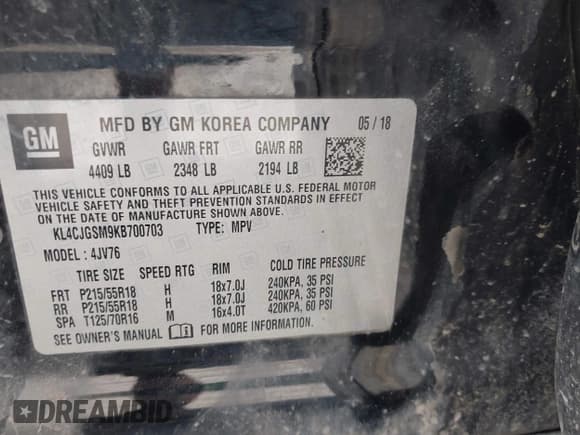 GM
MFD BY GM KOREA COMPANY 05 / 18
GVWR GAWR FRT GAWR RR
4409 LB 2348 LB 2194 LB
THIS VEHICLE CONFORMS TO ALL APPLICABLE U.S. FEDERAL MOTOR
VEHICLE SAFETY AND THEFT PREVENTION STANDARDS IN EFFECT
ON THE DATE OF MANUFACTURE SHOWN ABOVE.
KL4CJGSM9KB700703 TYPE: MPV
MODEL : 4JV76
TIRE SIZE SPEED RTG RIM COLD TIRE PRESSURE
FRT P215/55R18 H 18x7.0J 240KPA, 35 PSI
RR P215/55R18 H 18x7.0J 240KPA, 35 PSI
SPA T125/70R16 M 16x4.0T 420KPA, 60 PSI
SEE OWNER'S MANUAL FOR MORE INFORMATION.
DREAMBID